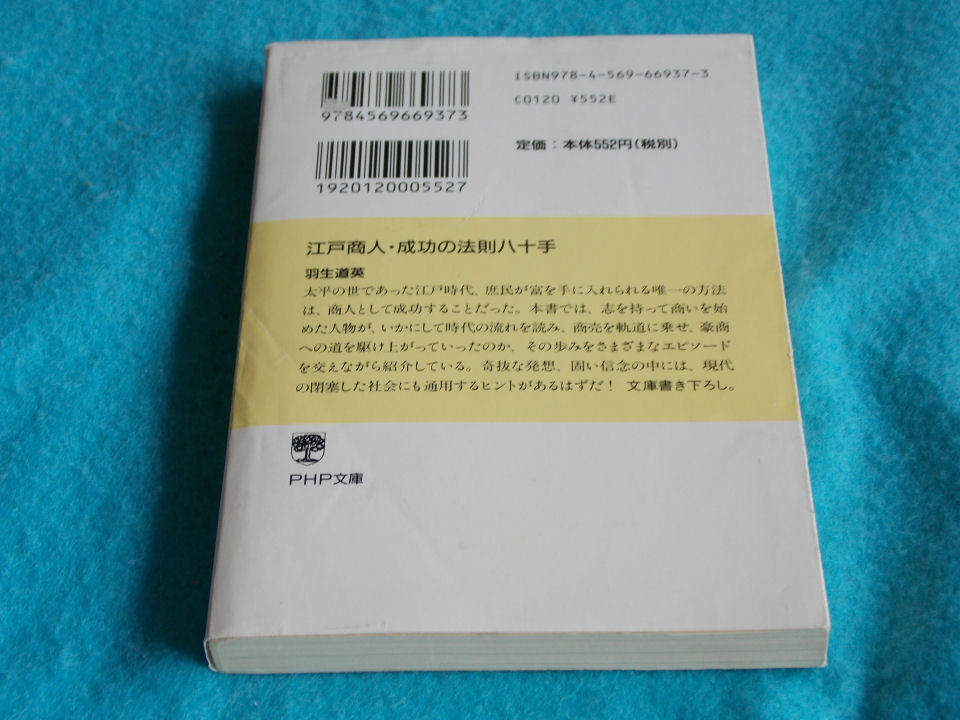 ISBN978-4-569-66937-3
9784569669373
C0120 ¥552E
定価：本体552円（税別）
1920120005527
江戸商人・成功の法則八十手
羽生道英
太平の世であった江戸時代、庶民が富を手に入れられる唯一の方法
は、商人として成功することだった。本書では、志を持って商いを始
めた人物が、いかにして時代の流れを読み、商売を軌道に乗せ、豪商
への道を駆け上がっていったのか、その歩みをさまざまなエピソード
を交えながら紹介している。奇抜な発想、固い信念の中には、現代
の閉塞した社会にも通用するヒントがあるはずだ！ 文庫書き下ろし。
PHP文庫